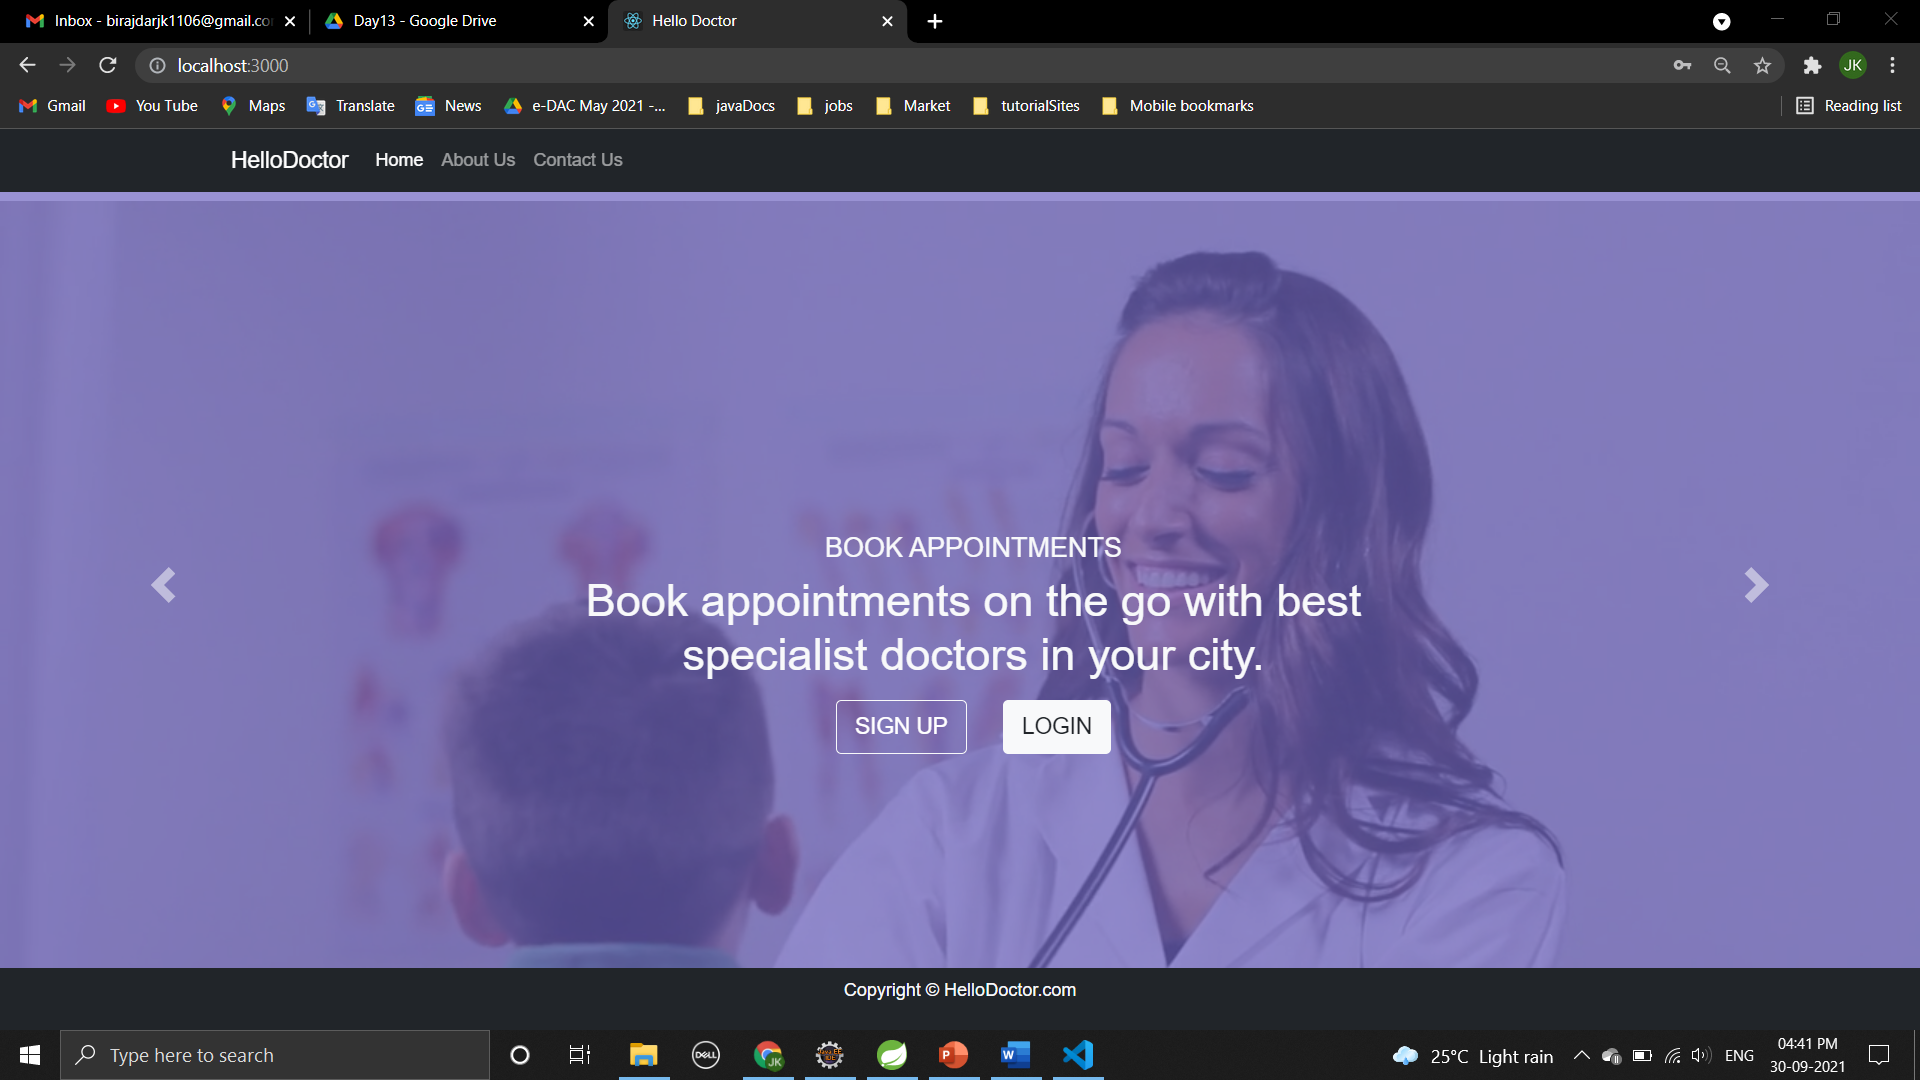 Inbox - birajdarjk1106@gmail.co
Day13 - Google Drive
Hello Doctor
localhost:3000
JK
Gmail
You Tube
Maps
Translate
News
e-DAC May 2021 -...
javaDocs
jobs
Market
tutorialSites
Mobile bookmarks
Reading list
HelloDoctor
Home
About Us
Contact Us
BOOK APPOINTMENTS
Book appointments on the go with best
specialist doctors in your city.
SIGN UP
LOGIN
Copyright © HelloDoctor.com
Type here to search
DELL
JK
P
W
25°C Light rain
ENG
04:41 PM
30-09-2021